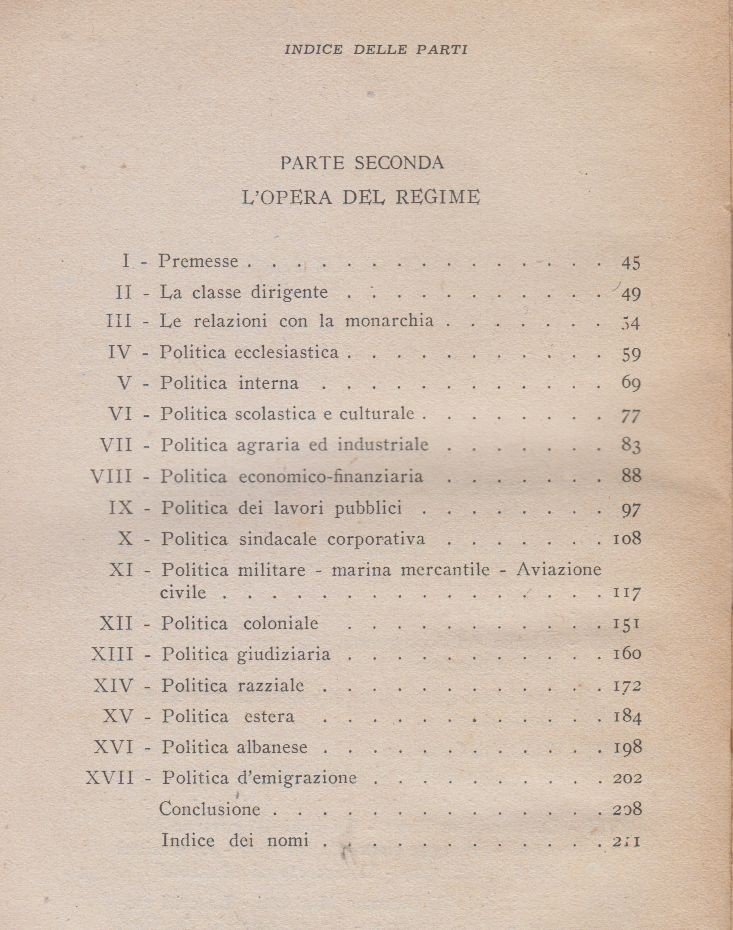 INDICE DELLE PARTI
PARTE SECONDA
L'OPERA DEL REGIME
I - Premesse . . . . . . . . . . . . . . . 45
II - La classe dirigente . . . . . . . . . . . 49
III - Le relazioni con la monarchia . . . . . . . 54
IV - Politica ecclesiastica . . . . . . . . . . . 59
V - Politica interna . . . . . . . . . . . . 69
VI - Politica scolastica e culturale . . . . . . . . 77
VII - Politica agraria ed industriale . . . . . . . 83
VIII - Politica economico-finanziaria . . . . . . . 88
IX - Politica dei lavori pubblici . . . . . . . . 97
X - Politica sindacale corporativa . . . . . . . 108
XI - Politica militare - marina mercantile - Aviazione
civile . . . . . . . . . . . . . . . . 117
XII - Politica coloniale . . . . . . . . . . . 151
XIII - Politica giudiziaria . . . . . . . . . . . 160
XIV - Politica razziale . . . . . . . . . . . . 172
XV - Politica estera . . . . . . . . . . . . 184
XVI - Politica albanese . . . . . . . . . . . . 198
XVII - Politica d'emigrazione . . . . . . . . . . 202
Conclusione . . . . . . . . . . . . . . 208
Indice dei nomi . . . . . . . . . . . . 211